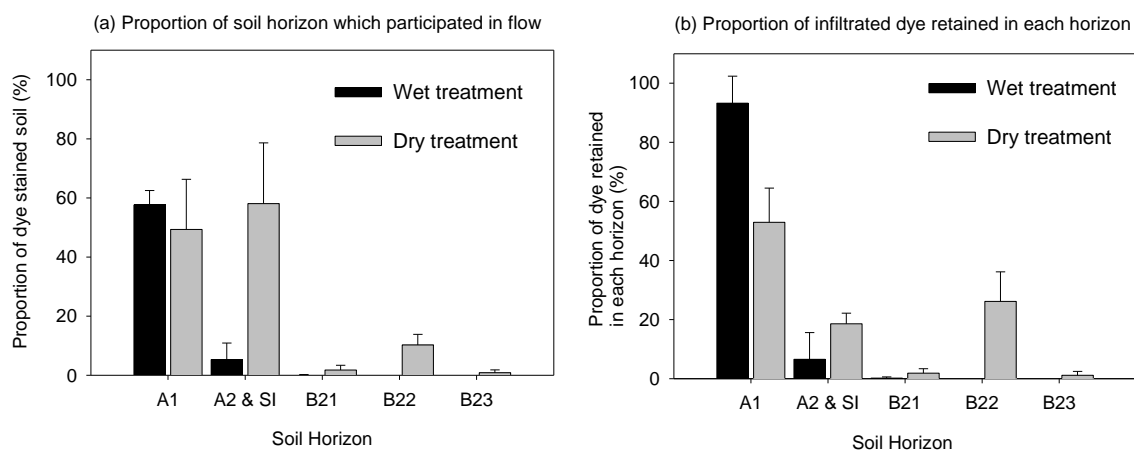 (a) Proportion of soil horizon which participated in flow
Proportion of dye stained soil (%)
100
80
60
40
20
0
Wet treatment
Dry treatment
A1 A2 & SI B21 B22 B23
Soil Horizon
(b) Proportion of infiltrated dye retained in each horizon
Proportion of dye retained
in each horizon (%)
100
80
60
40
20
0
Wet treatment
Dry treatment
A1 A2 & SI B21 B22 B23
Soil Horizon